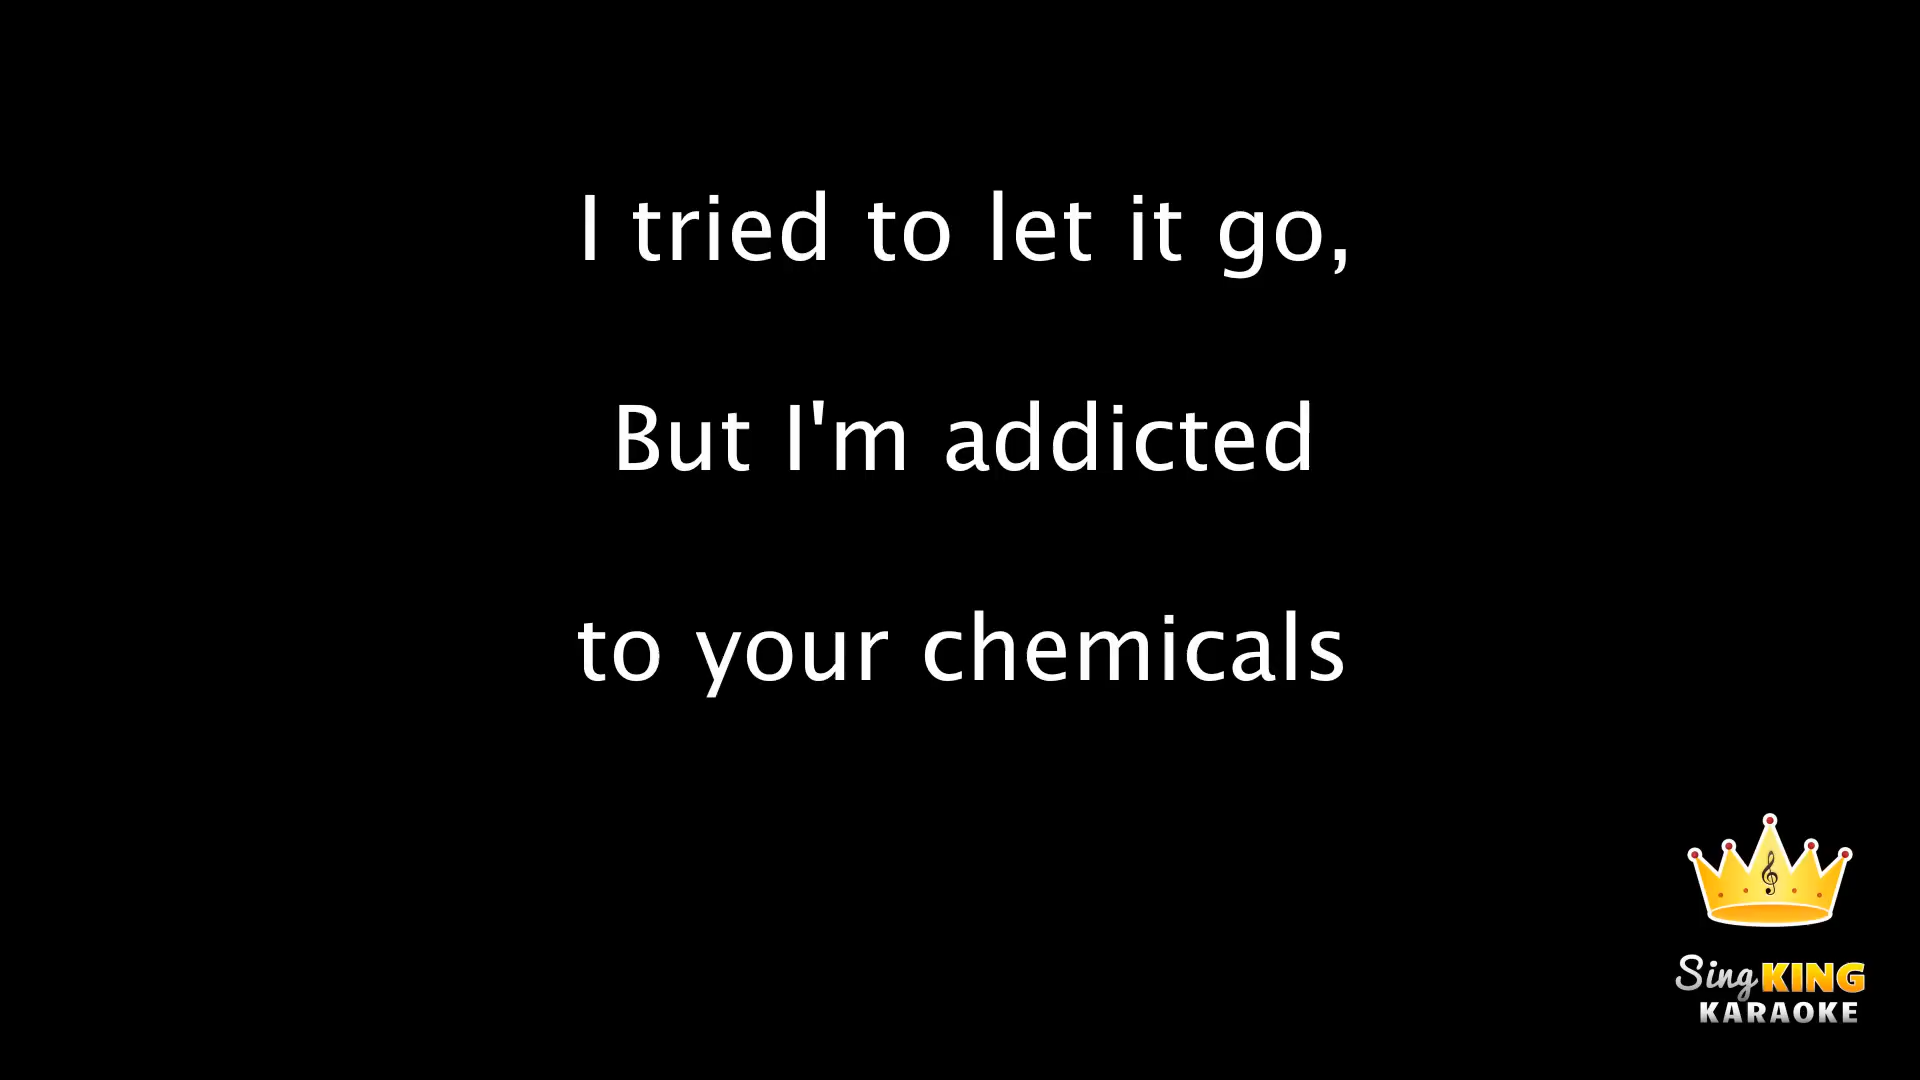 I tried to let it go,
But I'm addicted
to your chemicals
Sing KING
KARAOKE